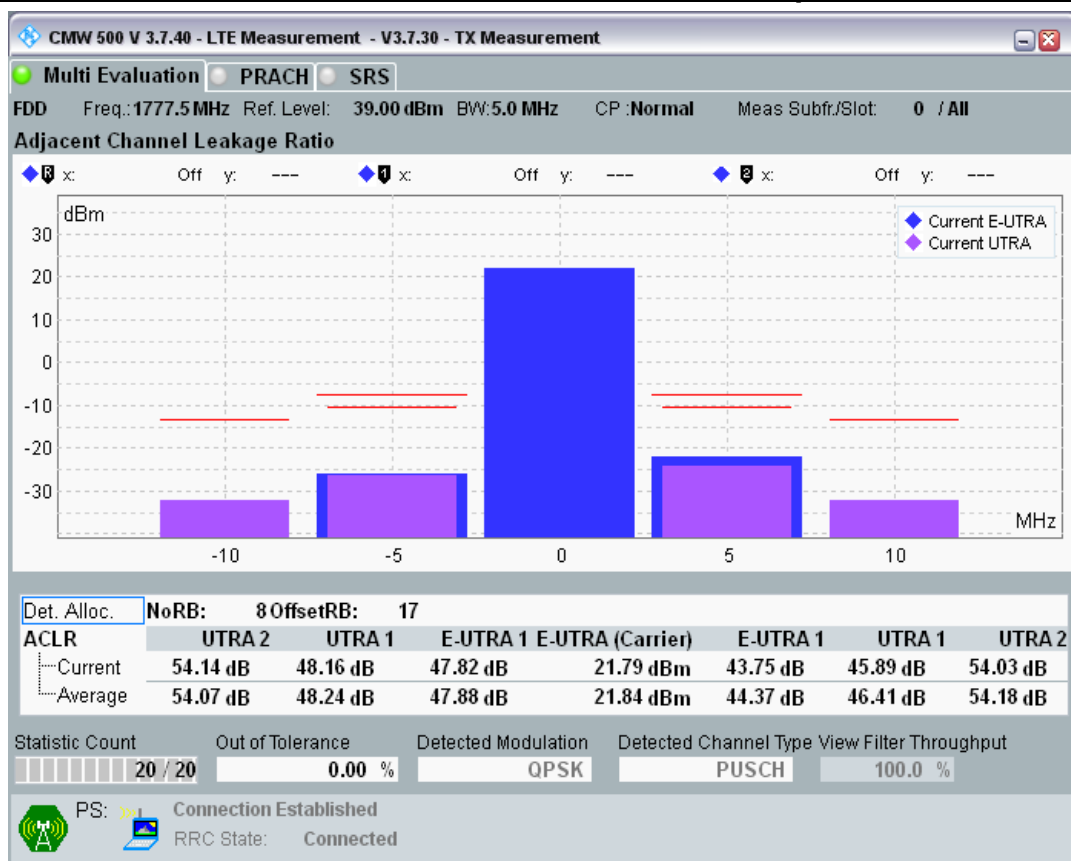 CMW 500 V 3.7.40 - LTE Measurement - V3.7.30 - TX Measurement
Multi Evaluation PRACH SRS
FDD Freq.:1777.5 MHz Ref. Level: 39.00 dBm BW:5.0 MHz CP :Normal Meas Subfr./Slot: 0 / All
Adjacent Channel Leakage Ratio
R x: Off y: --- 1 x: Off y: --- 2 x: Off y: ---
dBm
Current E-UTRA
Current UTRA
30
20
10
0
-10
-20
-30
MHz
-10 -5 0 5 10
Det. Alloc. NoRB: 8 OffsetRB: 17
ACLR UTRA 2 UTRA 1 E-UTRA 1 E-UTRA (Carrier) E-UTRA 1 UTRA 1 UTRA 2
Current 54.14 dB 48.16 dB 47.82 dB 21.79 dBm 43.75 dB 45.89 dB 54.03 dB
Average 54.07 dB 48.24 dB 47.88 dB 21.84 dBm 44.37 dB 46.41 dB 54.18 dB
Statistic Count Out of Tolerance Detected Modulation Detected Channel Type View Filter Throughput
20 / 20 0.00 % QPSK PUSCH 100.0 %
PS: Connection Established
RRC State: Connected